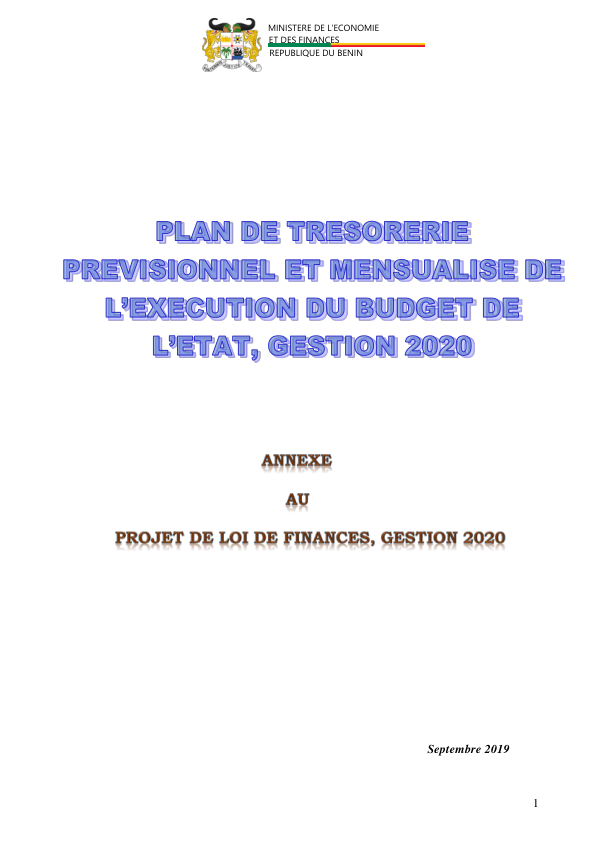 MINISTERE DE L'ECONOMIE
ET DES FINANCES
REPUBLIQUE DU BENIN
PLAN DE TRESORERIE
PREVISIONNEL ET MENSUALISE DE
L'EXECUTION DU BUDGET DE
L'ETAT, GESTION 2020
ANNEXE
AU
PROJET DE LOI DE FINANCES, GESTION 2020
Septembre 2019
1